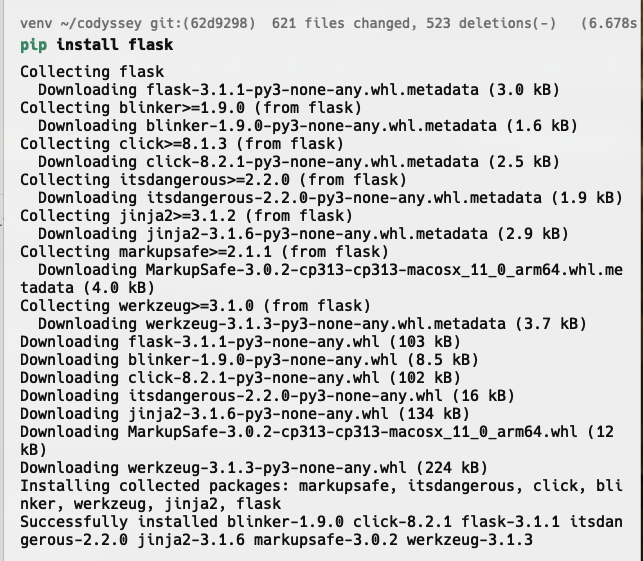 venv ~/codyssey git:(62d9298)  621 files changed, 523 deletions(-)   (6.678s
pip install flask
Collecting flask
  Downloading flask-3.1.1-py3-none-any.whl.metadata (3.0 kB)
Collecting blinker>=1.9.0 (from flask)
  Downloading blinker-1.9.0-py3-none-any.whl.metadata (1.6 kB)
Collecting click>=8.1.3 (from flask)
  Downloading click-8.2.1-py3-none-any.whl.metadata (2.5 kB)
Collecting itsdangerous>=2.2.0 (from flask)
  Downloading itsdangerous-2.2.0-py3-none-any.whl.metadata (1.9 kB)
Collecting jinja2>=3.1.2 (from flask)
  Downloading jinja2-3.1.6-py3-none-any.whl.metadata (2.9 kB)
Collecting markupsafe>=2.1.1 (from flask)
  Downloading MarkupSafe-3.0.2-cp313-cp313-macosx_11_0_arm64.whl.me
tadata (4.0 kB)
Collecting werkzeug>=3.1.0 (from flask)
  Downloading werkzeug-3.1.3-py3-none-any.whl.metadata (3.7 kB)
Downloading flask-3.1.1-py3-none-any.whl (103 kB)
Downloading blinker-1.9.0-py3-none-any.whl (8.5 kB)
Downloading click-8.2.1-py3-none-any.whl (102 kB)
Downloading itsdangerous-2.2.0-py3-none-any.whl (16 kB)
Downloading jinja2-3.1.6-py3-none-any.whl (134 kB)
Downloading MarkupSafe-3.0.2-cp313-cp313-macosx_11_0_arm64.whl (12
kB)
Downloading werkzeug-3.1.3-py3-none-any.whl (224 kB)
Installing collected packages: markupsafe, itsdangerous, click, bli
nker, werkzeug, jinja2, flask
Successfully installed blinker-1.9.0 click-8.2.1 flask-3.1.1 itsdan
gerous-2.2.0 jinja2-3.1.6 markupsafe-3.0.2 werkzeug-3.1.3